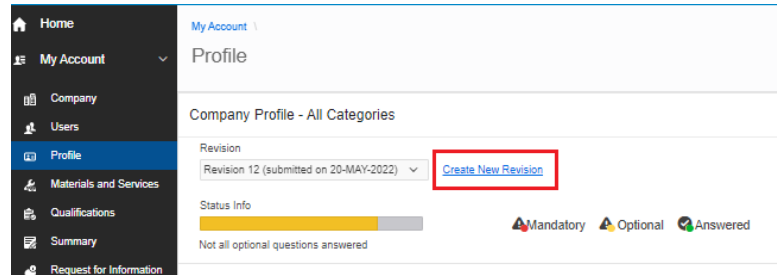 Home
My Account
Company
Users
Profile
Materials and Services
Qualifications
Summary
Request for Information
My Account \
Profile
Company Profile - All Categories
Revision
Revision 12 (submitted on 20-MAY-2022)
Create New Revision
Status Info
Mandatory
Optional
Answered
Not all optional questions answered